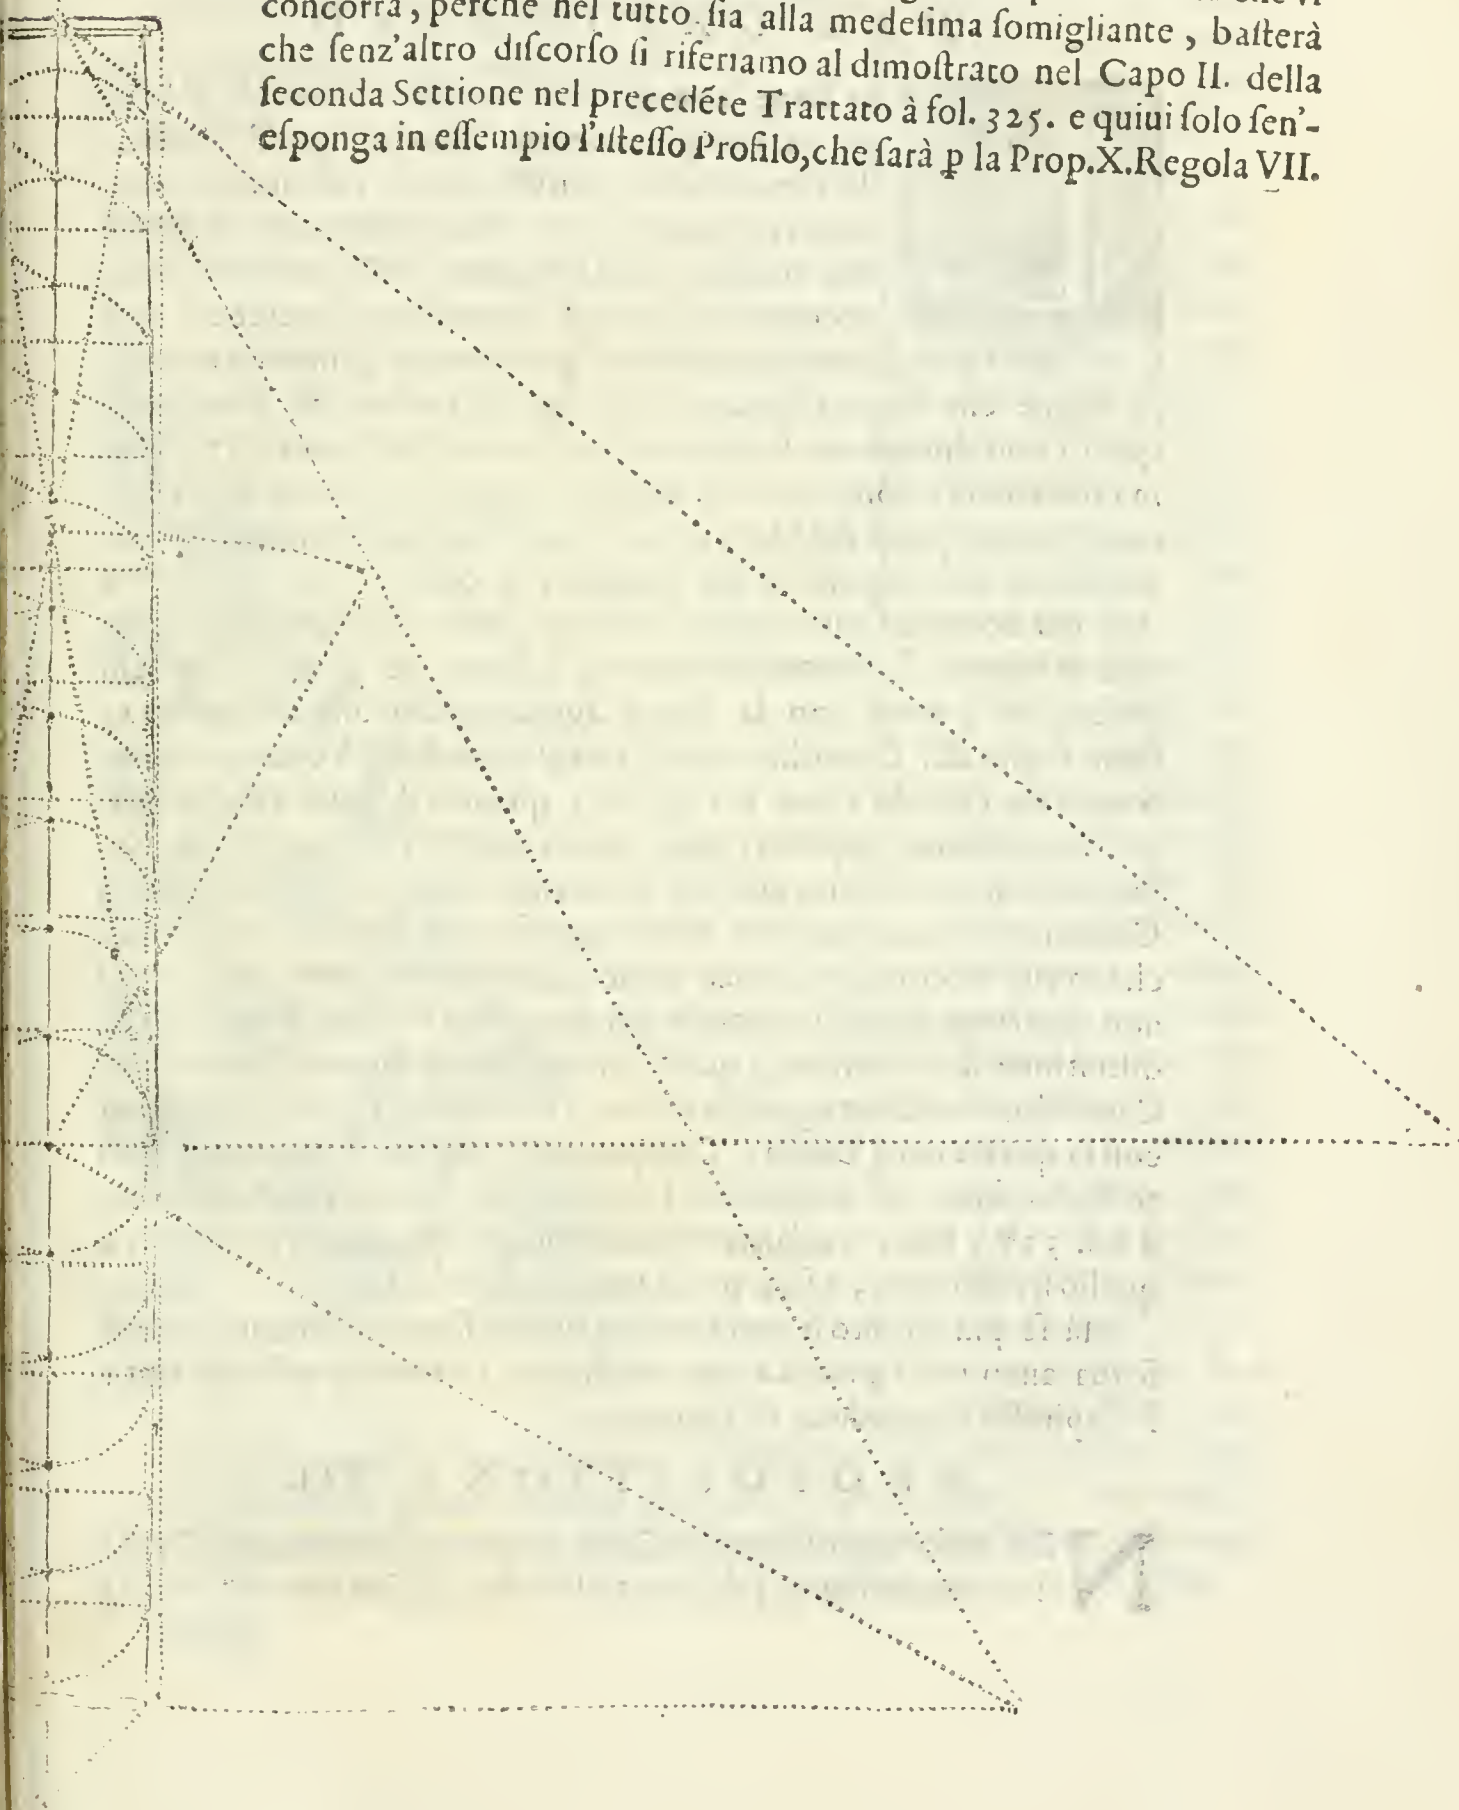 concorra, perche nel tutto ſia alla medeſima ſomigliante, baſterà
che ſenz'altro diſcorſo ſi riferiamo al dimoſtrato nel Capo II. della
ſeconda Settione nel precedẽte Trattato à fol. 325. e quiui ſolo ſen'-
eſponga in eſſempio l'iſteſſo Profilo, che ſarà ꝑ la Prop.X.Regola VII.